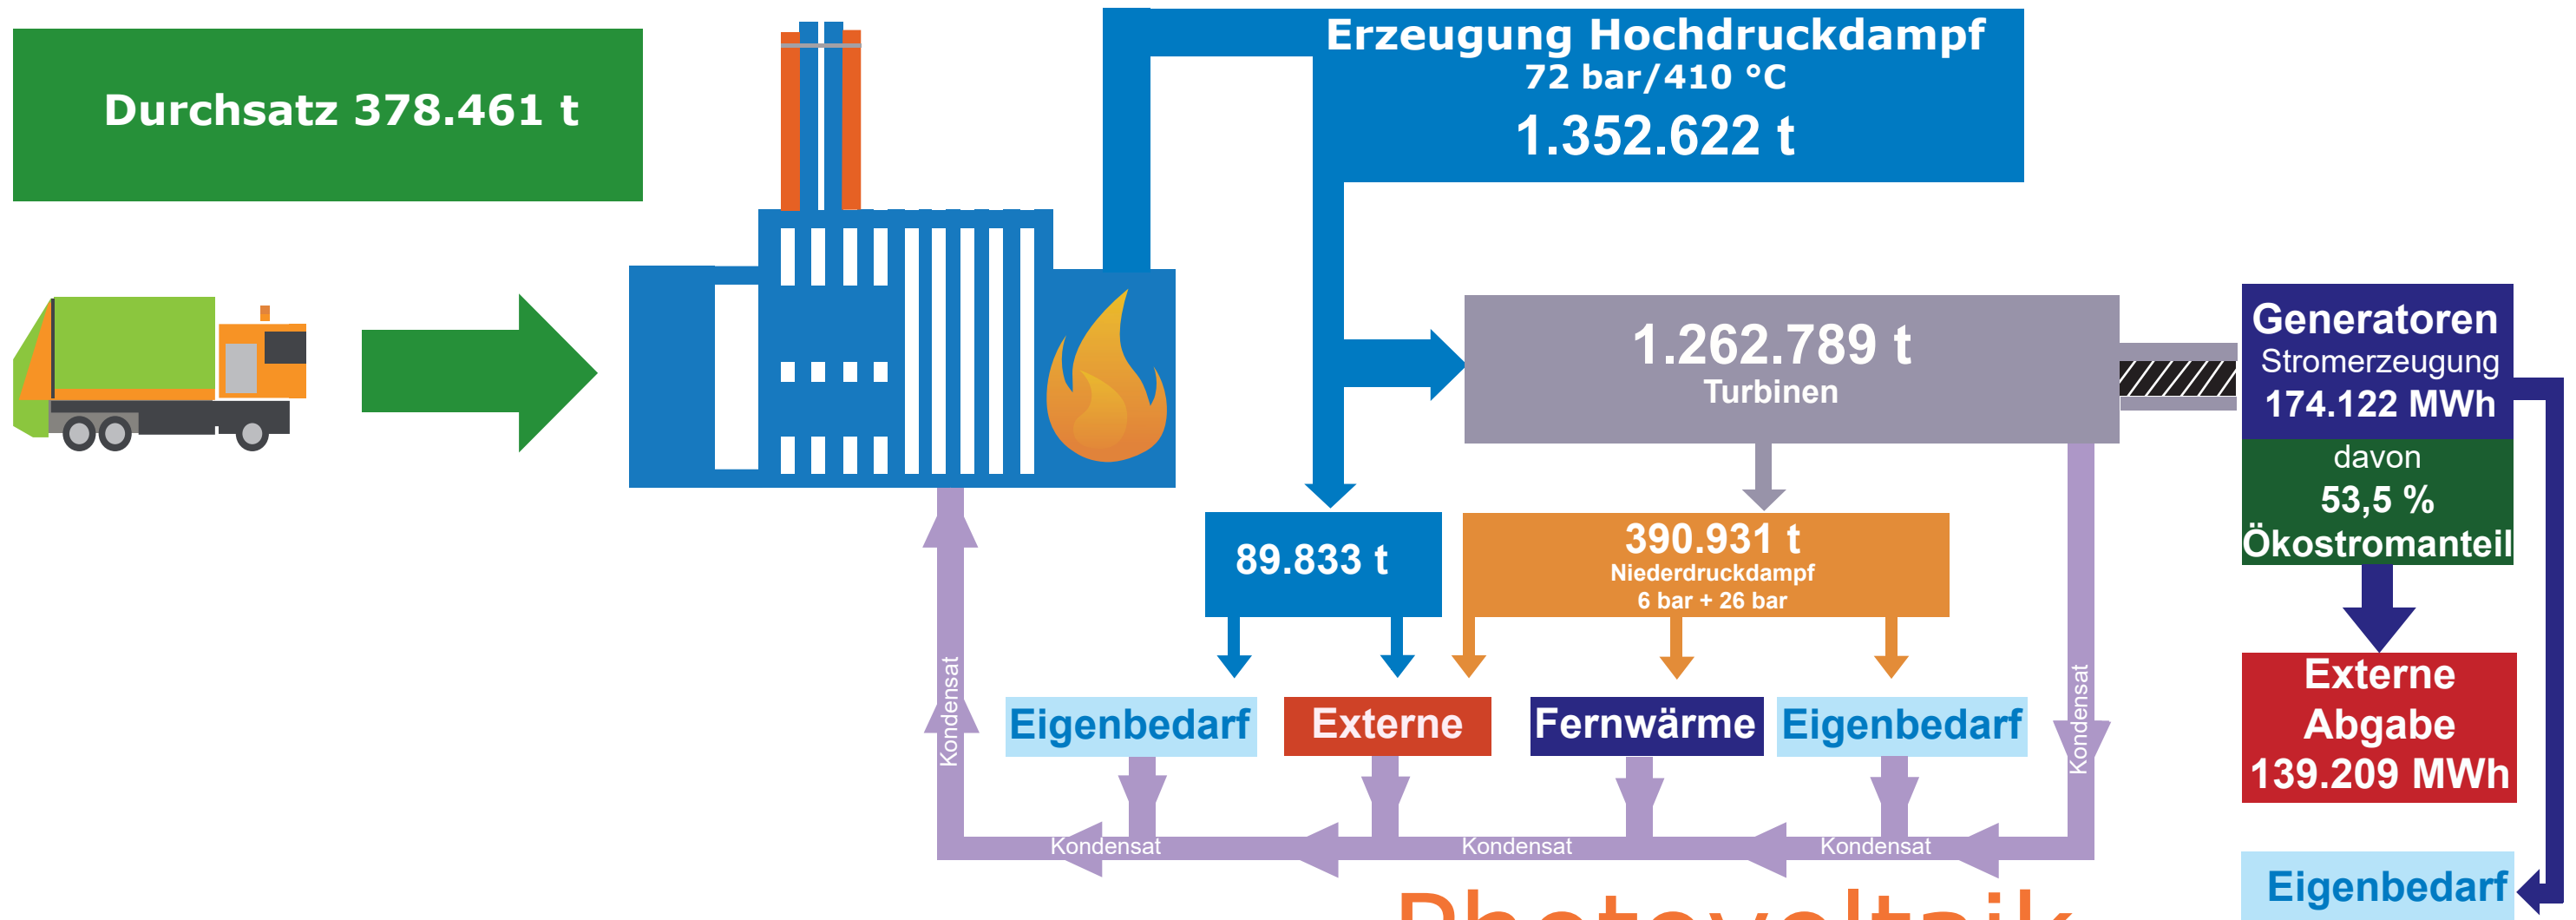 Durchsatz 378.461 t
Erzeugung Hochdruckdampf
72 bar/410 °C
1.352.622 t
1.262.789 t
Turbinen
Generatoren
Stromerzeugung
174.122 MWh
davon
53,5 %
Ökostromanteil
89.833 t
390.931 t
Niederdruckdampf
6 bar + 26 bar
Eigenbedarf
Externe
Fernwärme
Eigenbedarf
Externe
Abgabe
139.209 MWh
Kondensat
Kondensat
Kondensat
Kondensat
Kondensat
Eigenbedarf
Photovoltaik